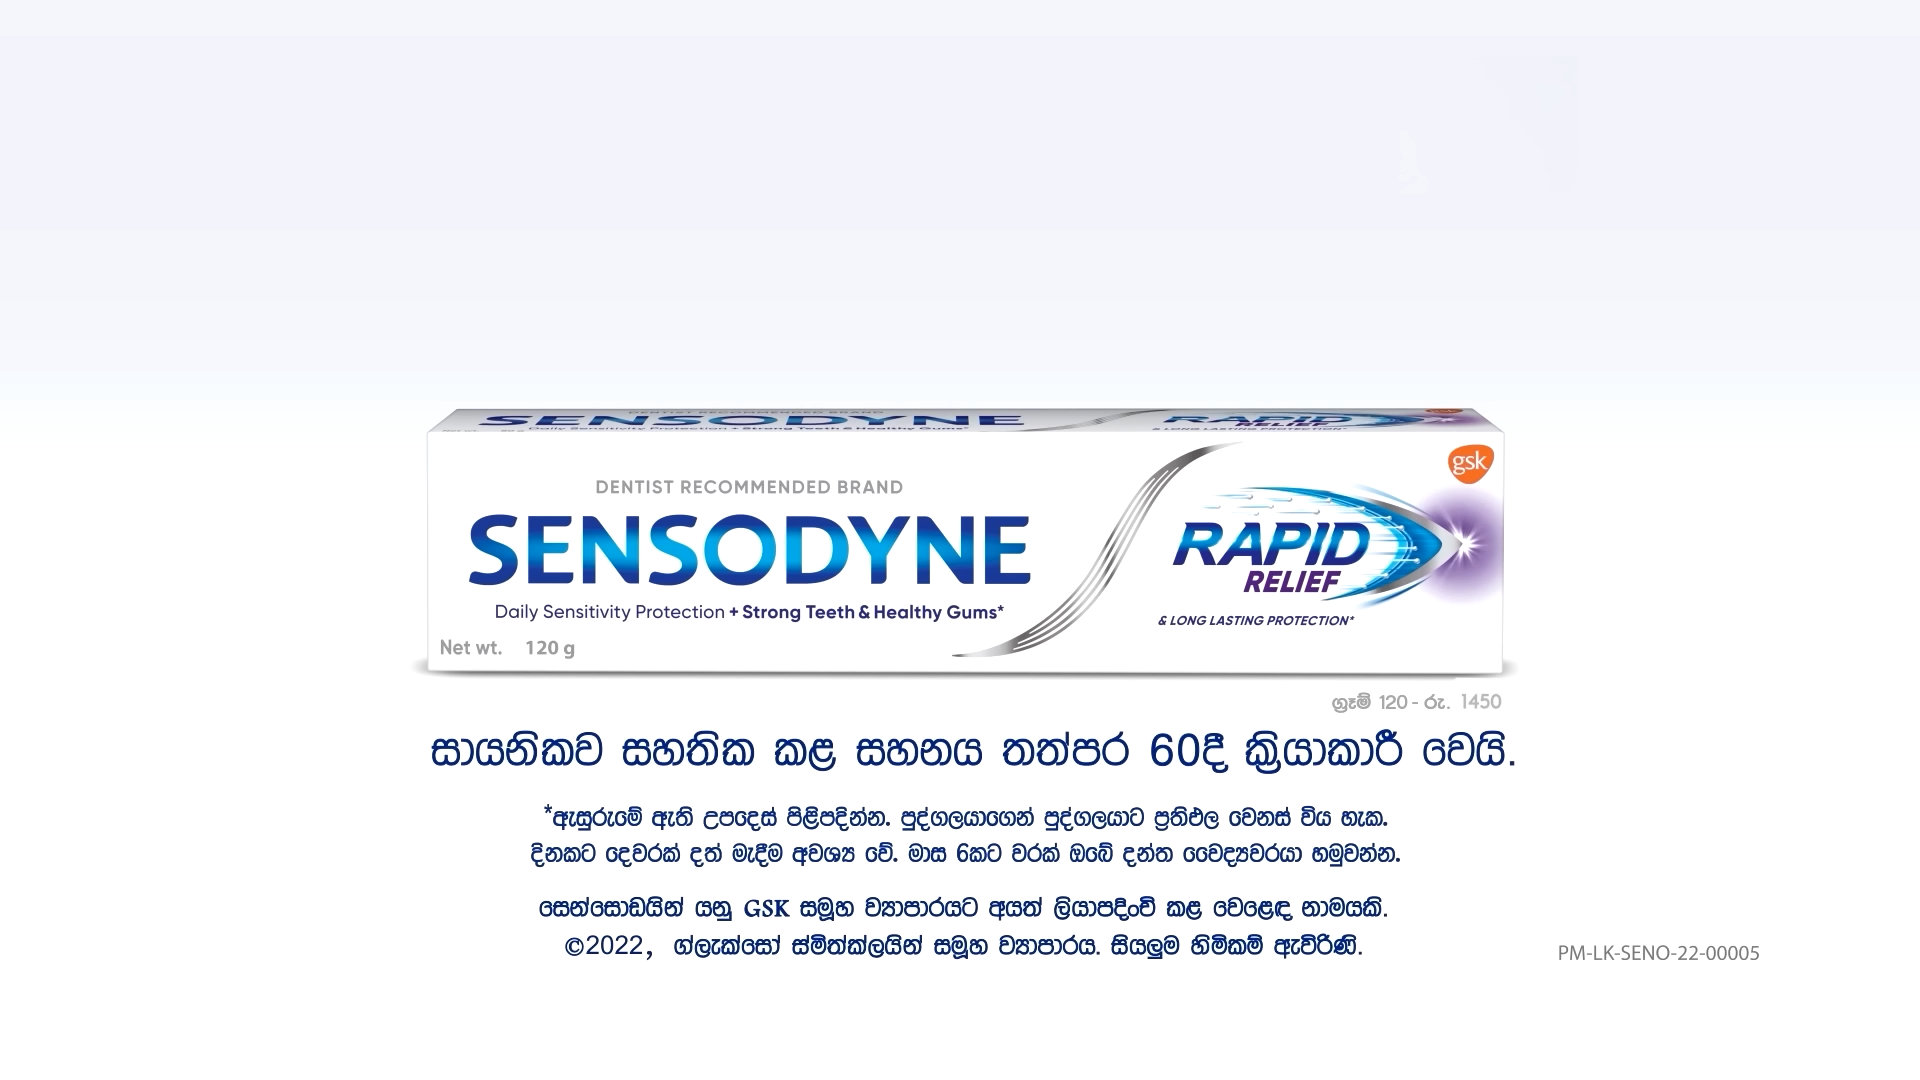 SENSODYNE
RAPID
RELIEF
DENTIST RECOMMENDED BRAND
SENSODYNE
Daily Sensitivity Protection + Strong Teeth & Healthy Gums*
Net wt. 120 g
gsk
RAPID
RELIEF
& LONG LASTING PROTECTION*
ග්‍රෑම් 120 - රු. 1450
සායනිකව සහතික කළ සහනය තත්පර 60දී ක්‍රියාකාරී වෙයි.
*ඇසුරුමේ ඇති උපදෙස් පිළිපදින්න. පුද්ගලයාගෙන් පුද්ගලයාට ප්‍රතිඵල වෙනස් විය හැක.
දිනකට දෙවරක් දත් මැදීම අවශ්‍ය වේ. මාස 6කට වරක් ඔබේ දන්ත වෛද්‍යවරයා හමුවන්න.
සෙන්සොඩයින් යනු GSK සමූහ ව්‍යාපාරයට අයත් ලියාපදිංචි කළ වෙළෙඳ නාමයකි.
©2022, ග්ලැක්සෝ ස්මිත්ක්ලයින් සමූහ ව්‍යාපාරය. සියලුම හිමිකම් ඇවිරිණි.
PM-LK-SENO-22-00005